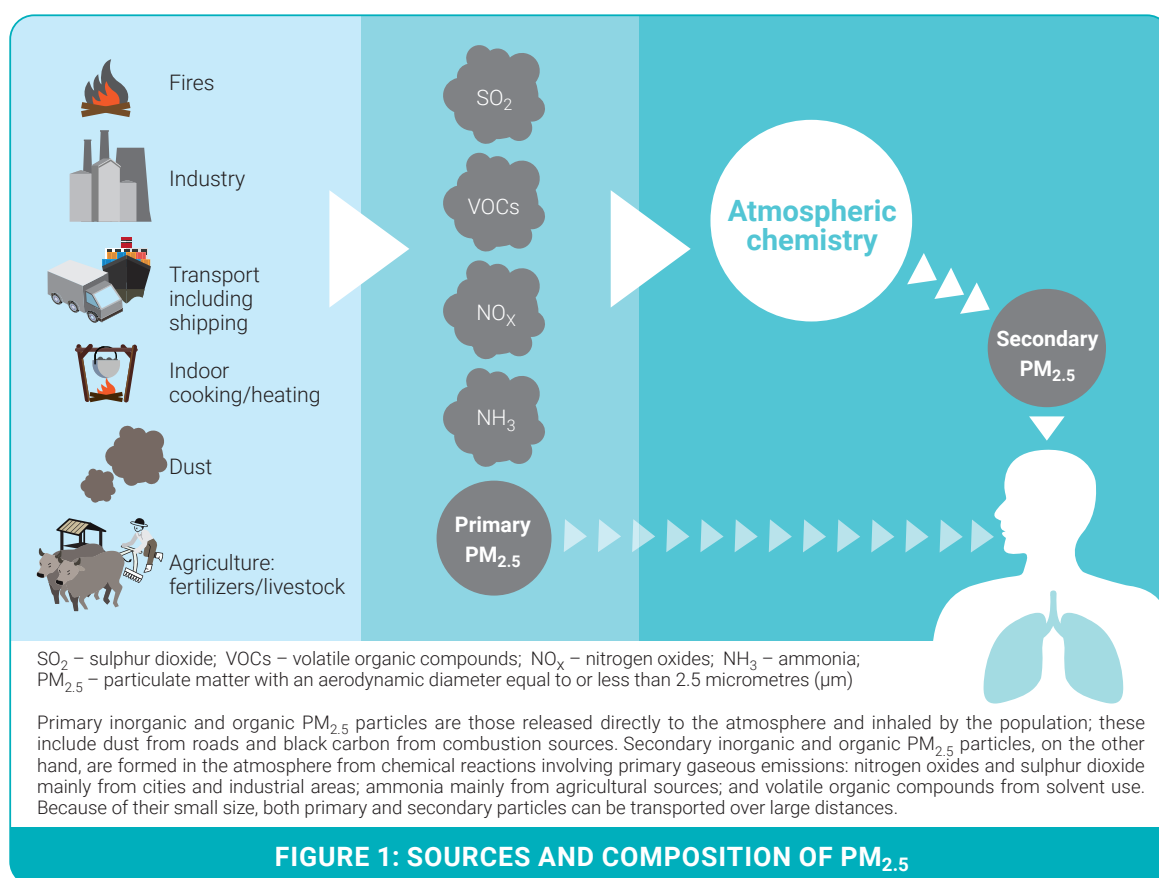 Fires
Industry
Transport
including
shipping
Indoor
cooking/heating
Dust
Agriculture:
fertilizers/livestock
SO₂
VOCs
NOₓ
NH₃
Primary
PM₂.₅
Atmospheric
chemistry
Secondary
PM₂.₅
SO₂ – sulphur dioxide; VOCs – volatile organic compounds; NOₓ – nitrogen oxides; NH₃ – ammonia;
PM₂.₅ – particulate matter with an aerodynamic diameter equal to or less than 2.5 micrometres (µm)
Primary inorganic and organic PM₂.₅ particles are those released directly to the atmosphere and inhaled by the population; these
include dust from roads and black carbon from combustion sources. Secondary inorganic and organic PM₂.₅ particles, on the other
hand, are formed in the atmosphere from chemical reactions involving primary gaseous emissions: nitrogen oxides and sulphur dioxide
mainly from cities and industrial areas; ammonia mainly from agricultural sources; and volatile organic compounds from solvent use.
Because of their small size, both primary and secondary particles can be transported over large distances.
FIGURE 1: SOURCES AND COMPOSITION OF PM₂.₅